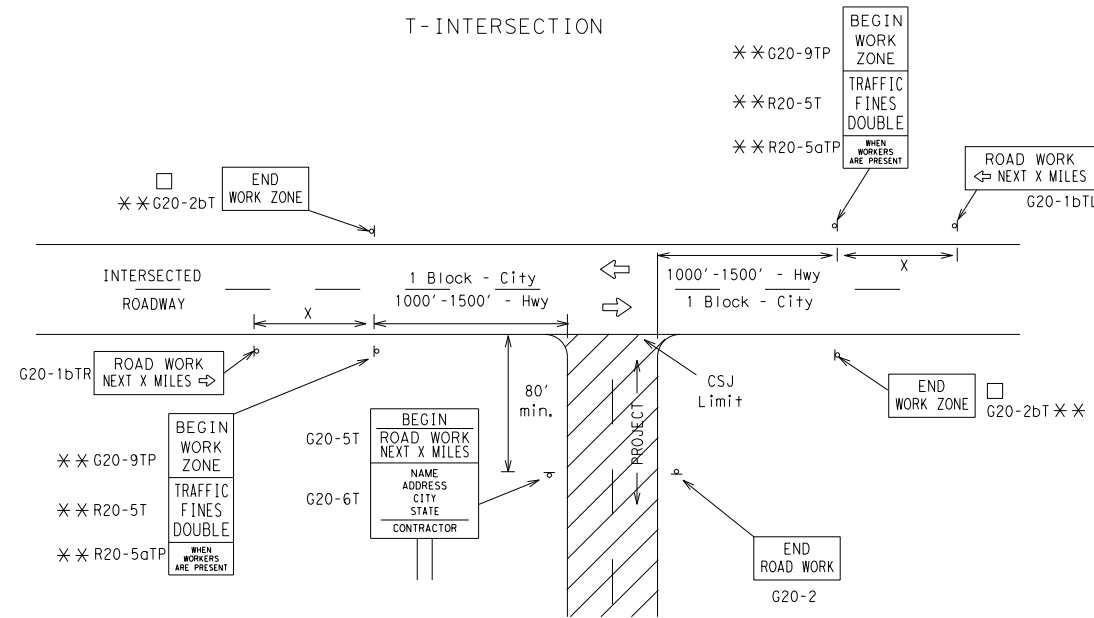 T-INTERSECTION
BEGIN
WORK
ZONE
TRAFFIC
FINES
DOUBLE
WHEN
WORKERS
ARE PRESENT
**G20-9TP
**R20-5T
**R20-5aTP
ROAD WORK
⇦ NEXT X MILES
G20-1bTL
END
WORK ZONE
□
**G20-2bT
INTERSECTED
ROADWAY
1 Block - City
1000'-1500' - Hwy
X
1000'-1500' - Hwy
1 Block - City
X
G20-1bTR
ROAD WORK
NEXT X MILES ⇨
80'
min.
CSJ
Limit
PROJECT
END
WORK ZONE
□
G20-2bT **
BEGIN
WORK
ZONE
TRAFFIC
FINES
DOUBLE
WHEN
WORKERS
ARE PRESENT
** G20-9TP
** R20-5T
** R20-5aTP
G20-5T
BEGIN
ROAD WORK
NEXT X MILES
G20-6T
NAME
ADDRESS
CITY
STATE
CONTRACTOR
END
ROAD WORK
G20-2